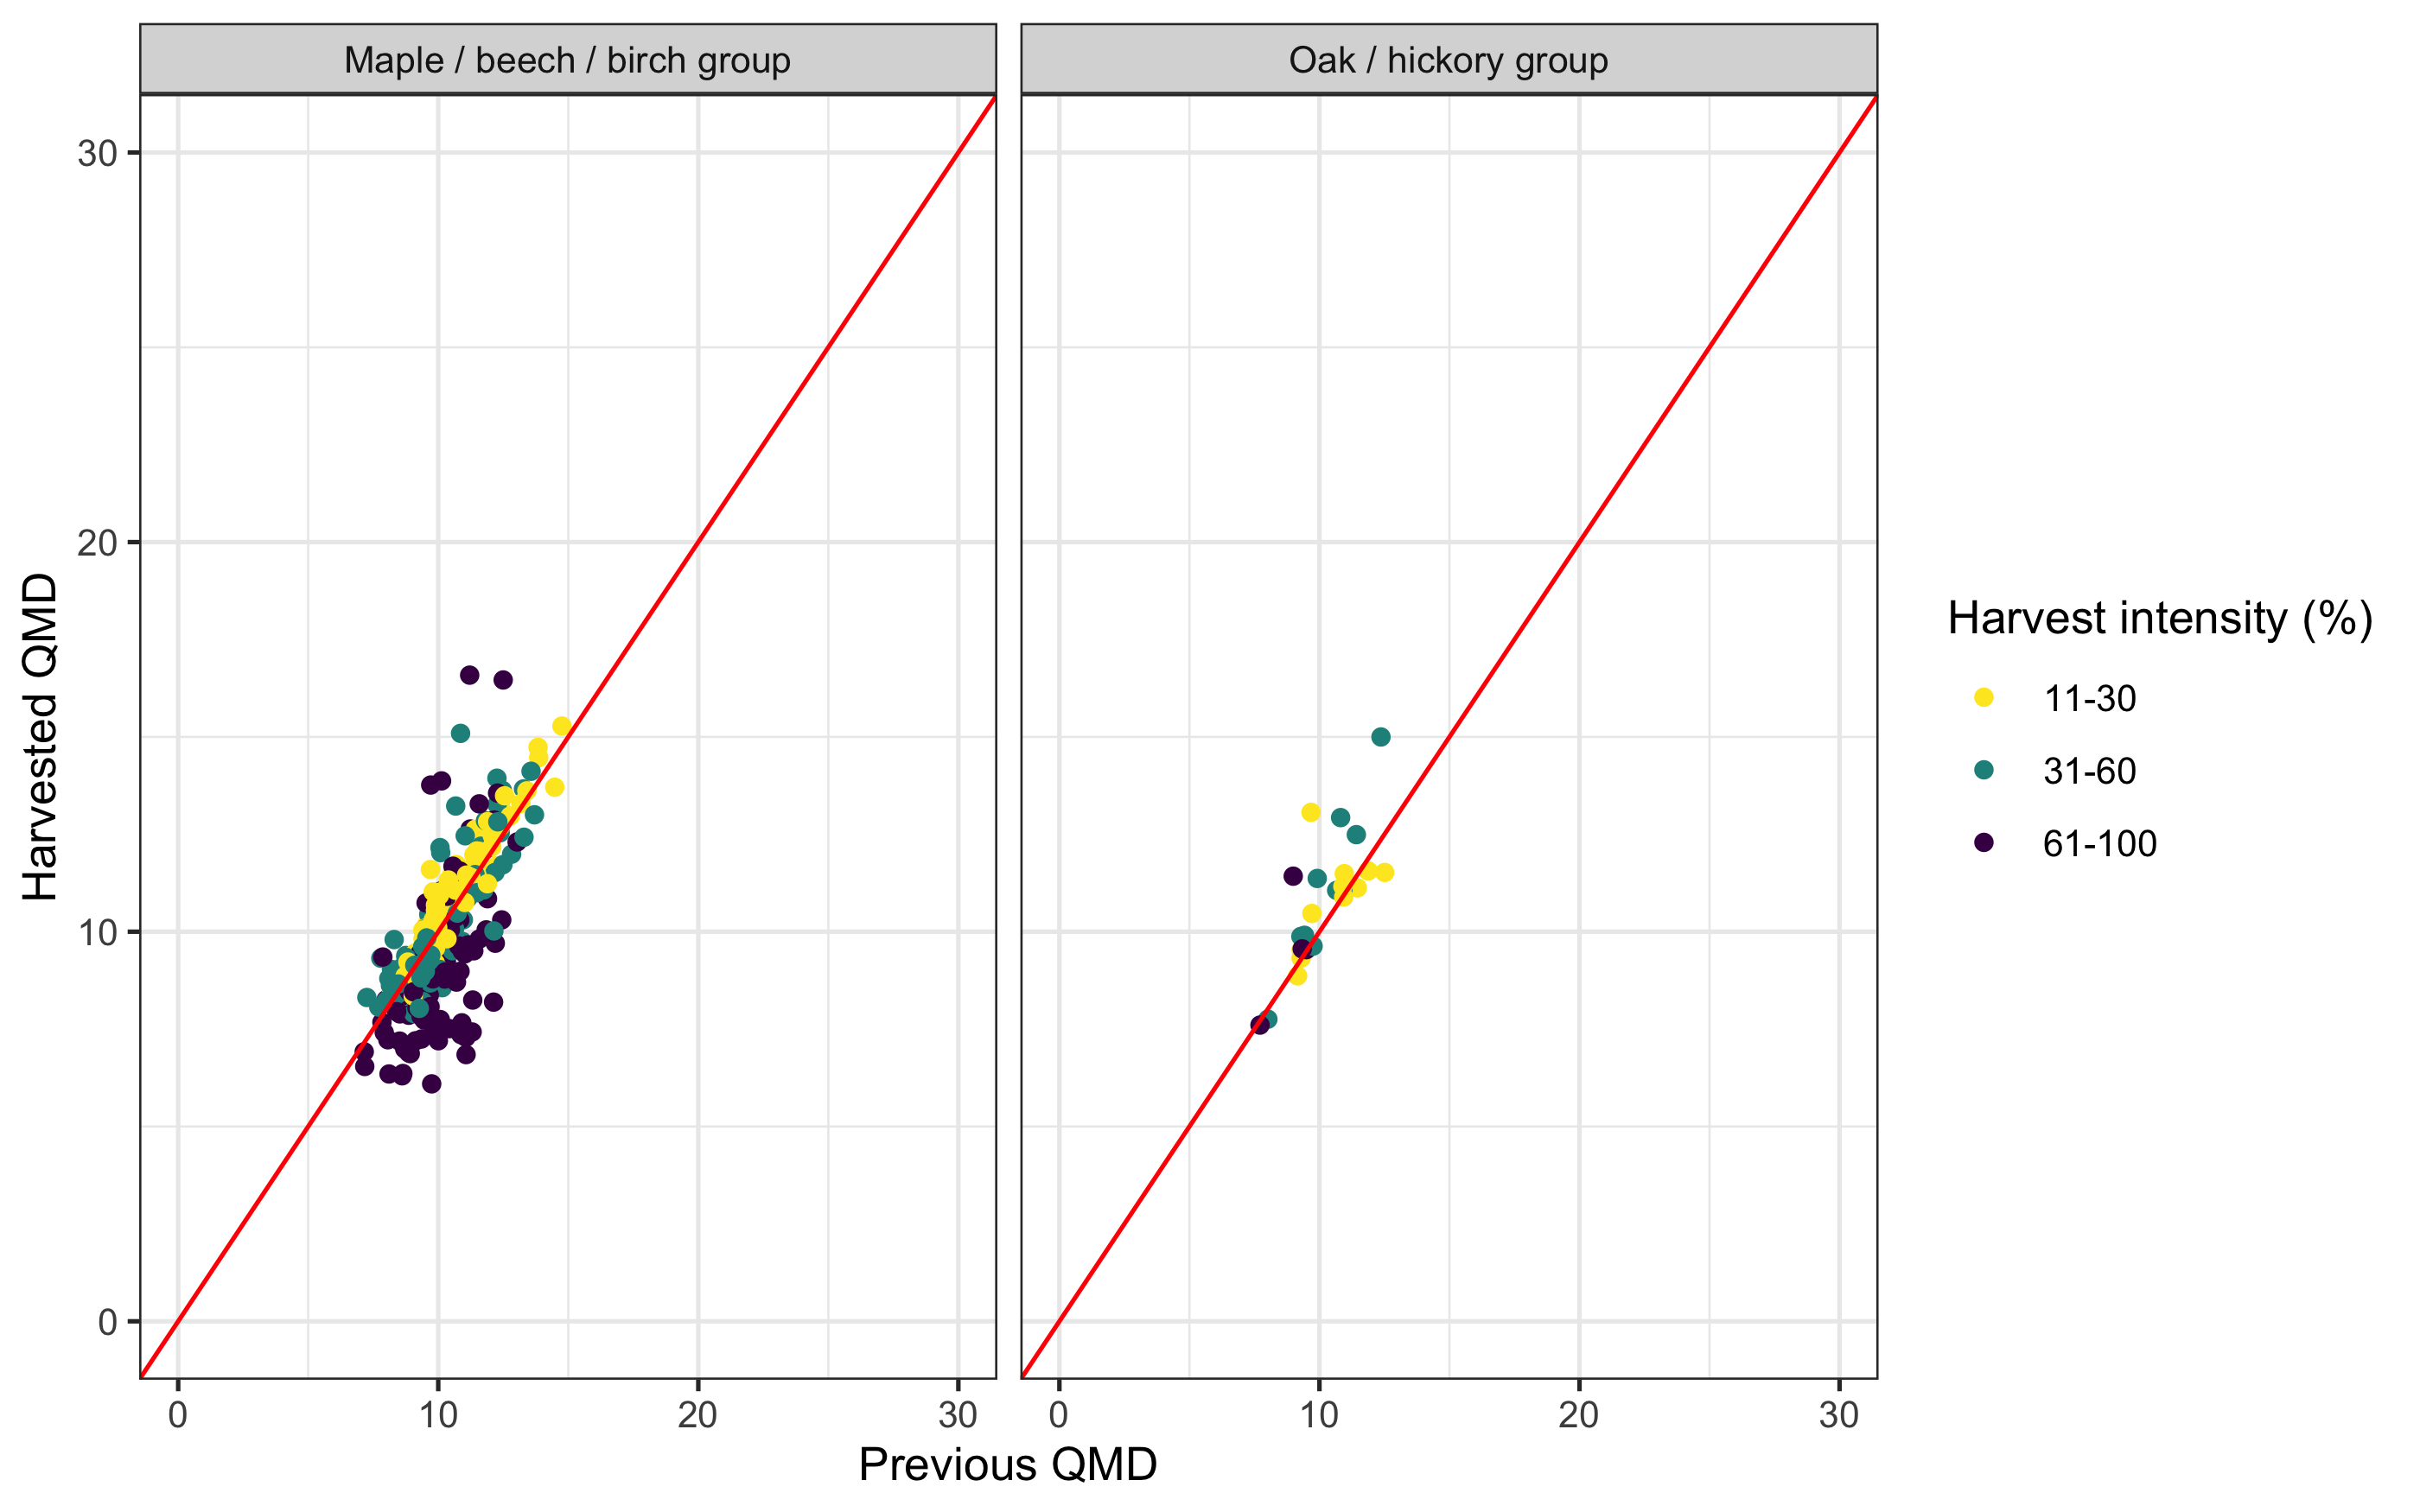 Maple / beech / birch group
Oak / hickory group
30
20
10
0
Harvested QMD
0 10 20 30
0 10 20 30
Previous QMD
Harvest intensity (%)
11-30
31-60
61-100